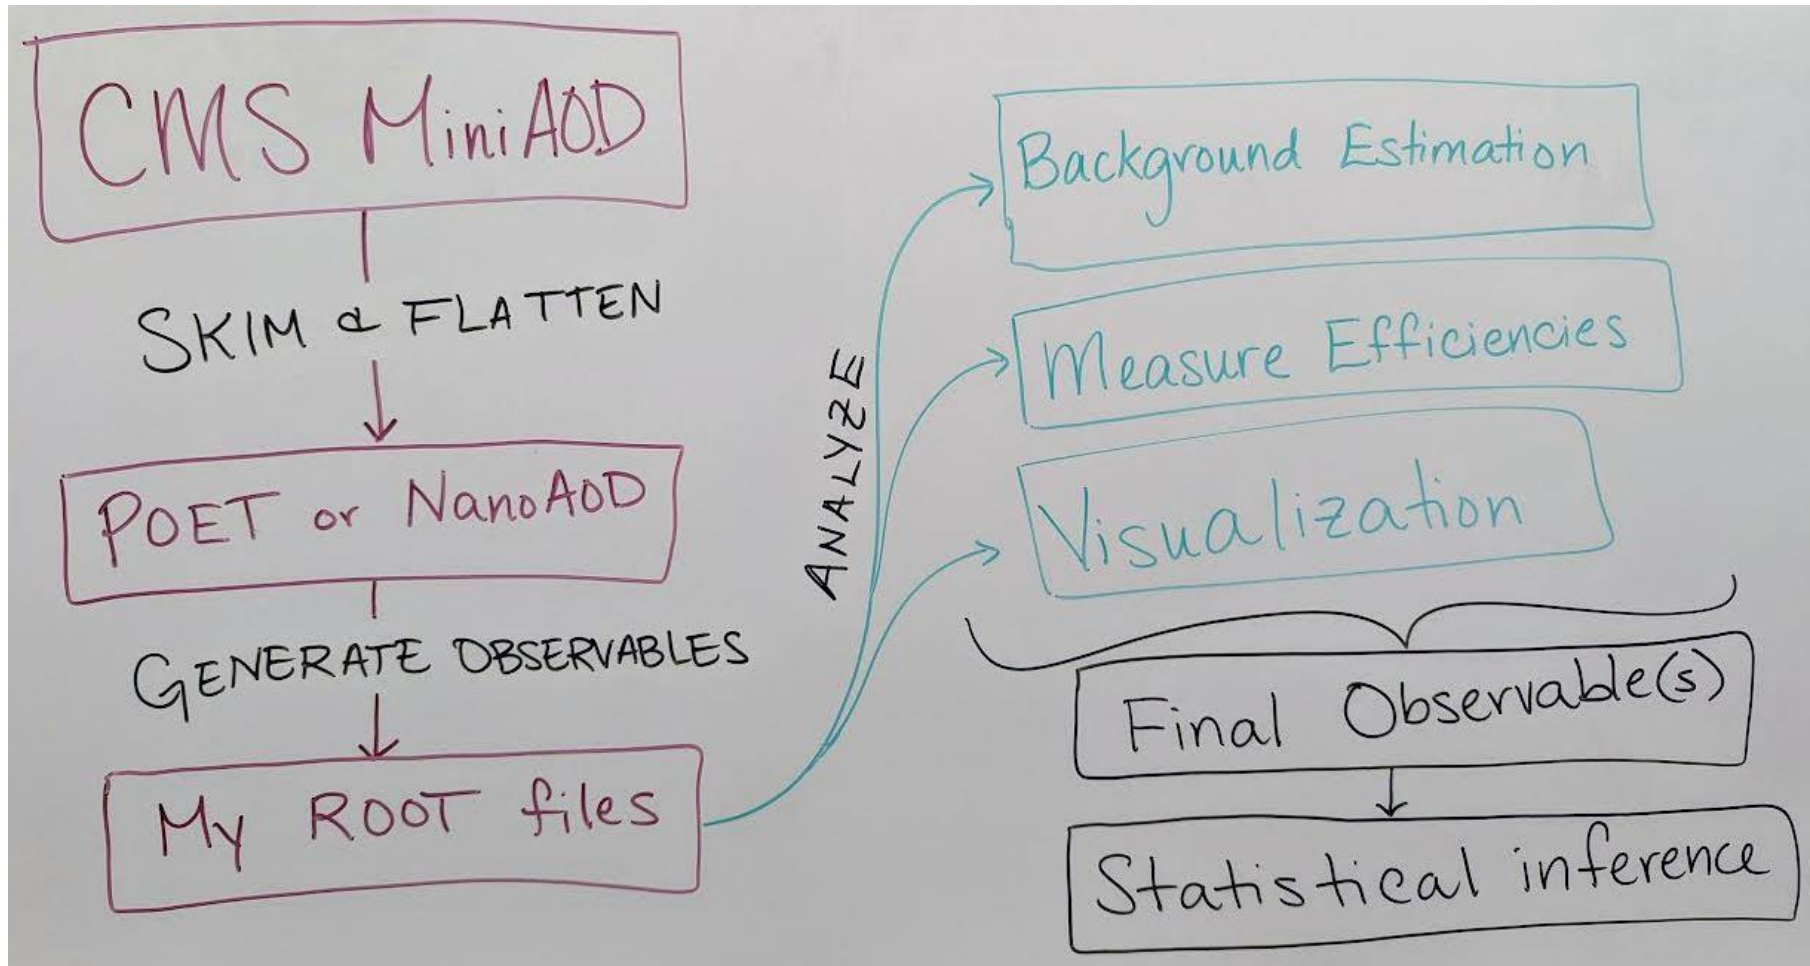 CMS MiniAOD
SKIM & FLATTEN
POET or NanoAOD
GENERATE OBSERVABLES
My ROOT files
ANALYZE
Background Estimation
Measure Efficiencies
Visualization
Final Observable(s)
Statistical inference